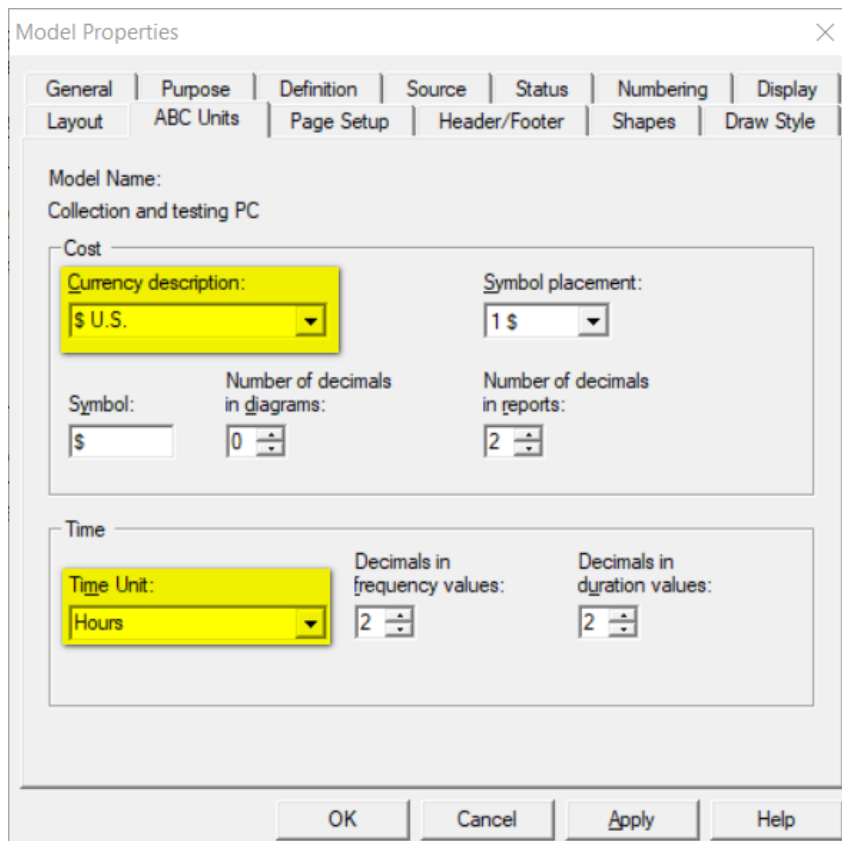 Model Properties
General Purpose Definition Source Status Numbering Display
Layout ABC Units Page Setup Header/Footer Shapes Draw Style
Model Name:
Collection and testing PC
Cost
Currency description: Symbol placement:
$ U.S. 1 $
Number of decimals Number of decimals
Symbol: in diagrams: in reports:
$ 0 2
Time
Decimals in Decimals in
Time Unit: frequency values: duration values:
Hours 2 2
OK Cancel Apply Help